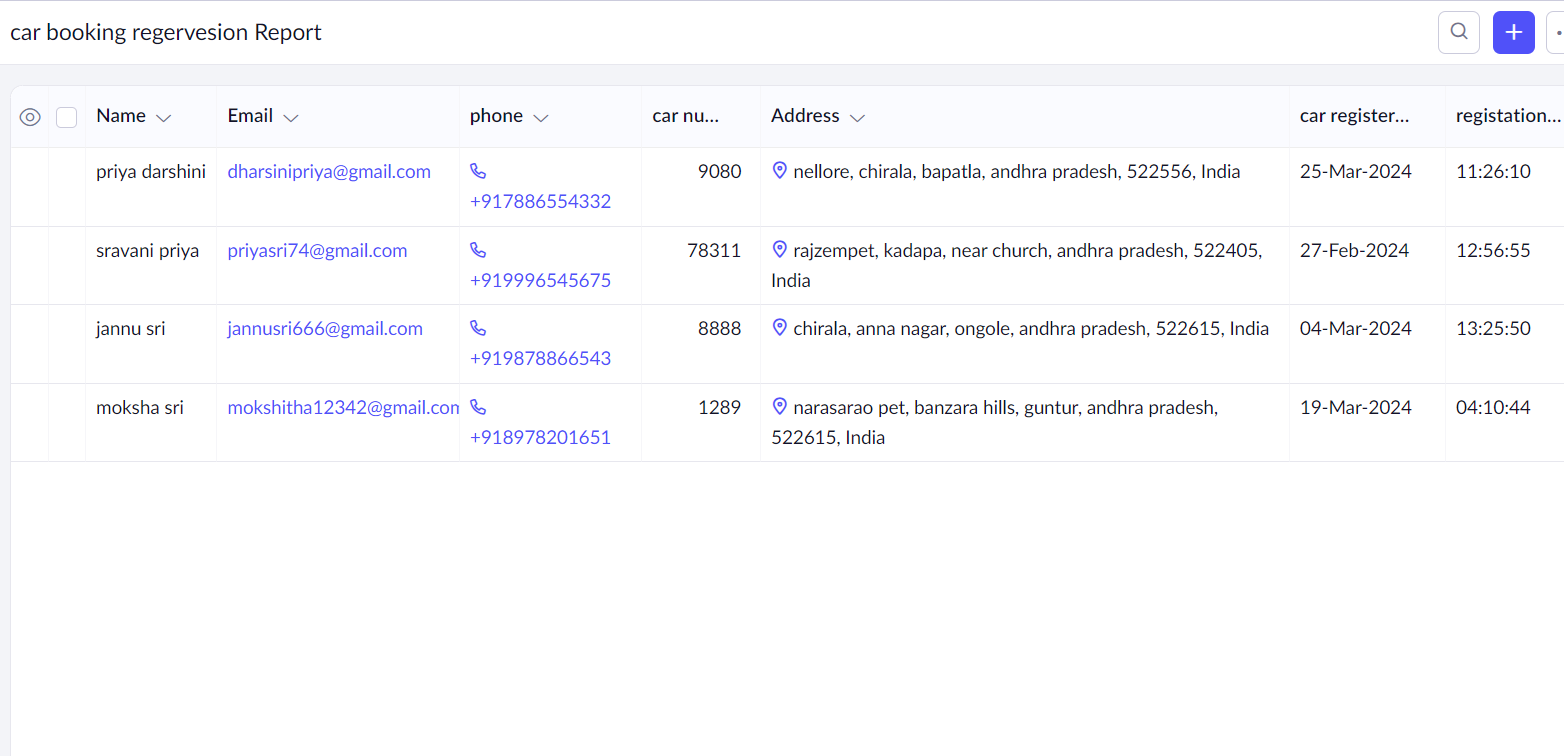 car booking regervesion Report
Name Email phone car nu... Address car register... registation...
priya darshini dharsinipriya@gmail.com 9080 nellore, chirala, bapatla, andhra pradesh, 522556, India 25-Mar-2024 11:26:10
+917886554332
sravani priya priyasri74@gmail.com 78311 rajzempet, kadapa, near church, andhra pradesh, 522405, 27-Feb-2024 12:56:55
+919996545675 India
jannu sri jannusri666@gmail.com 8888 chirala, anna nagar, ongole, andhra pradesh, 522615, India 04-Mar-2024 13:25:50
+919878866543
moksha sri mokshitha12342@gmail.com 1289 narasarao pet, banzara hills, guntur, andhra pradesh, 19-Mar-2024 04:10:44
+918978201651 522615, India